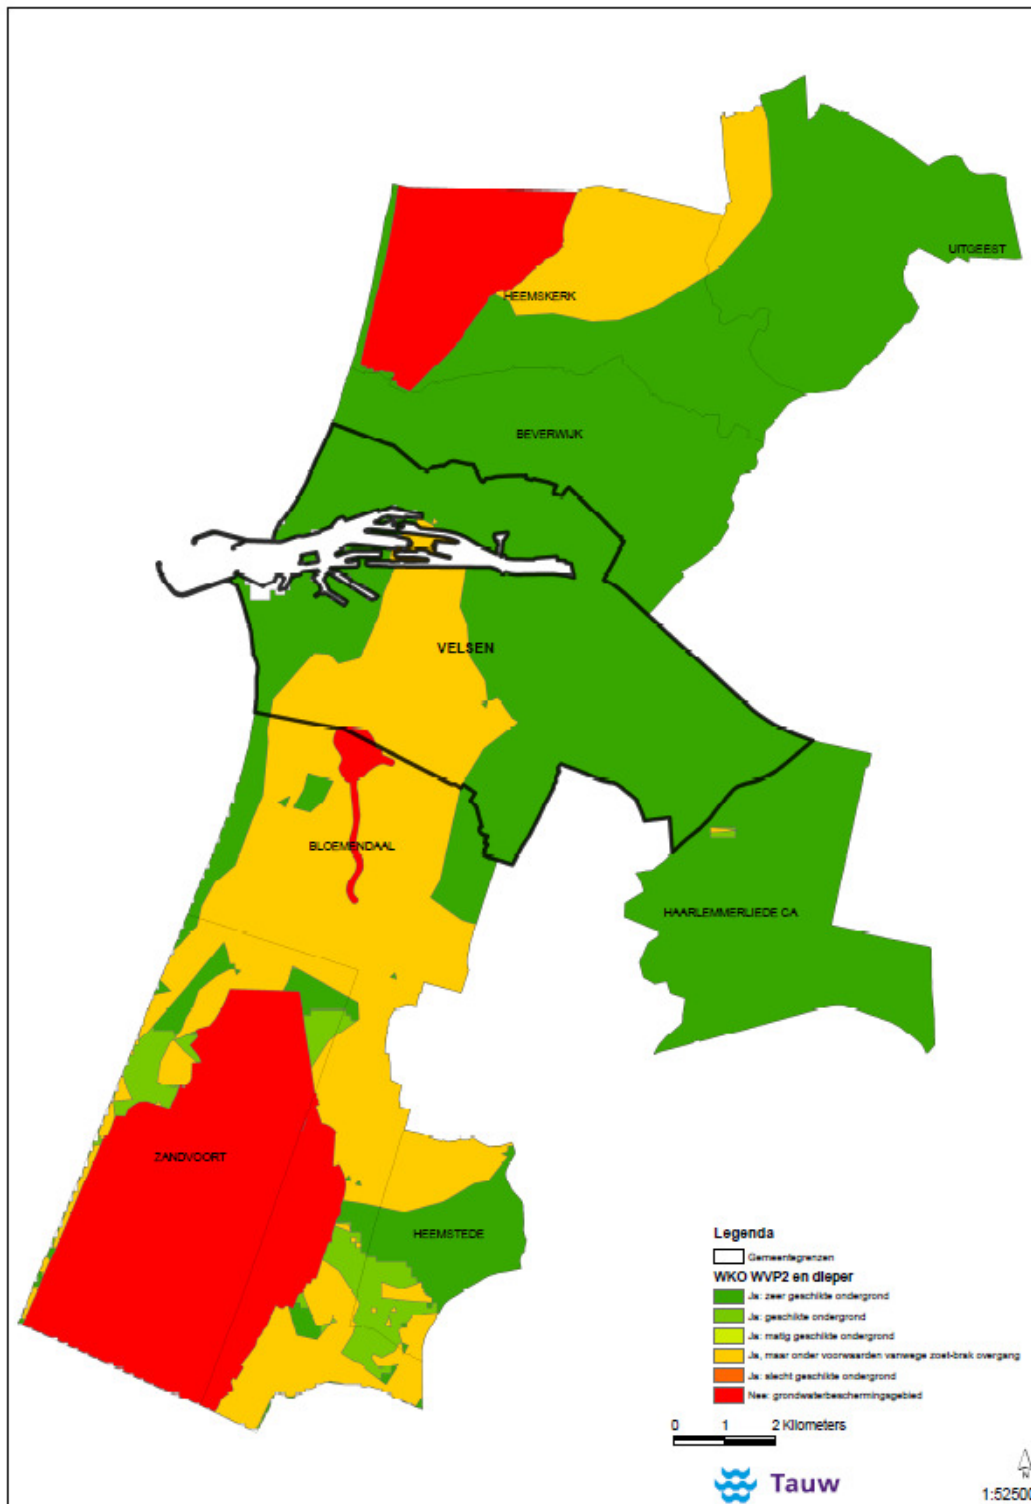 UITGEEST
HEEMSKERK
BEVERWIJK
VELSEN
BLOEMENDAAL
HAARLEMMERLIEDE CA
ZANDVOORT
HEEMSTEDE
Legenda
Gemeentegrenzen
WKO WVP2 en dieper
Ja: zeer geschikte ondergrond
Ja: geschikte ondergrond
Ja: matig geschikte ondergrond
Ja, maar onder voorwaarden vanwege zoet-brak overgang
Ja: slecht geschikte ondergrond
Nee: grondwaterbeschermingsgebied
0 1 2 Kilometers
Tauw
N
1:52500